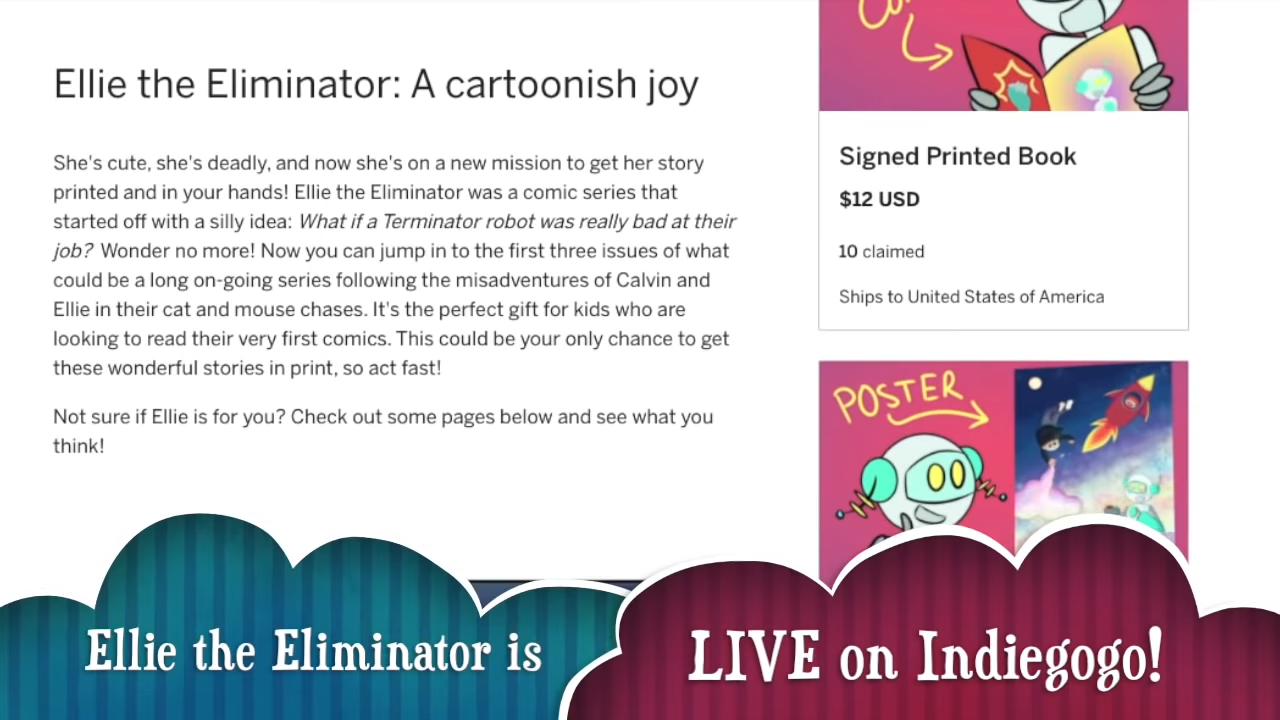 Ellie the Eliminator: A cartoonish joy
She's cute, she's deadly, and now she's on a new mission to get her story
printed and in your hands! Ellie the Eliminator was a comic series that
started off with a silly idea: What if a Terminator robot was really bad at their
job? Wonder no more! Now you can jump in to the first three issues of what
could be a long on-going series following the misadventures of Calvin and
Ellie in their cat and mouse chases. It's the perfect gift for kids who are
looking to read their very first comics. This could be your only chance to get
these wonderful stories in print, so act fast!
Not sure if Ellie is for you? Check out some pages below and see what you
think!
Signed Printed Book
$12 USD
10 claimed
Ships to United States of America
POSTER
Ellie the Eliminator is
LIVE on Indiegogo!